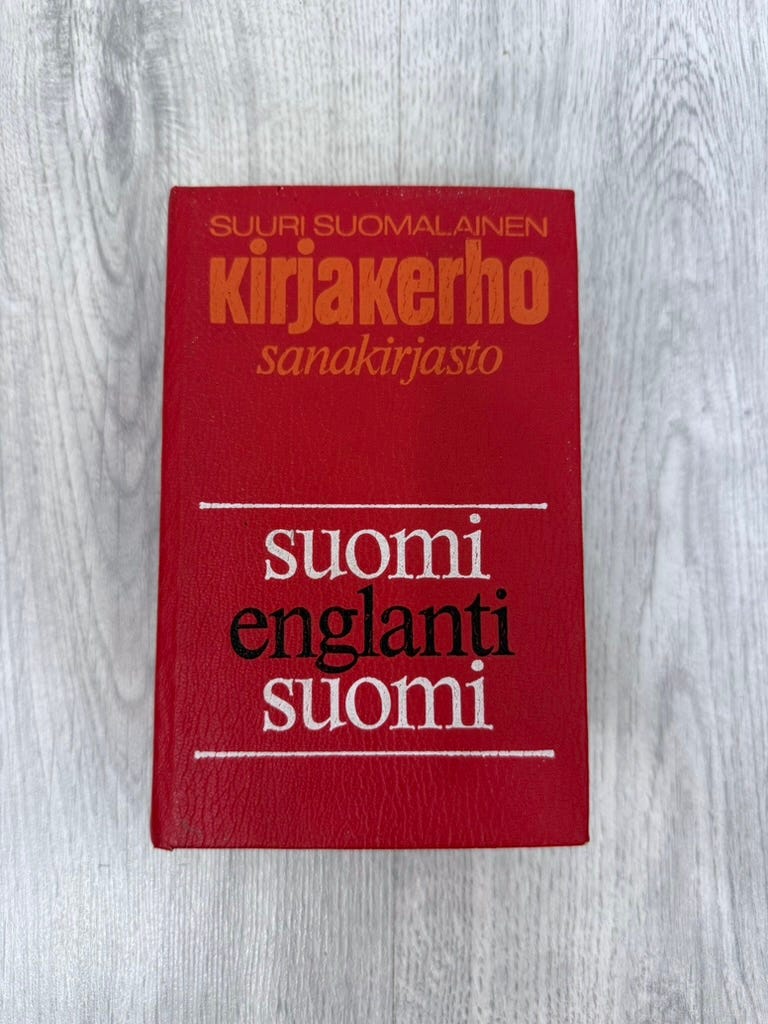 SUURI SUOMALAINEN
kirjakerho
sanakirjasto
suomi
englanti
suomi